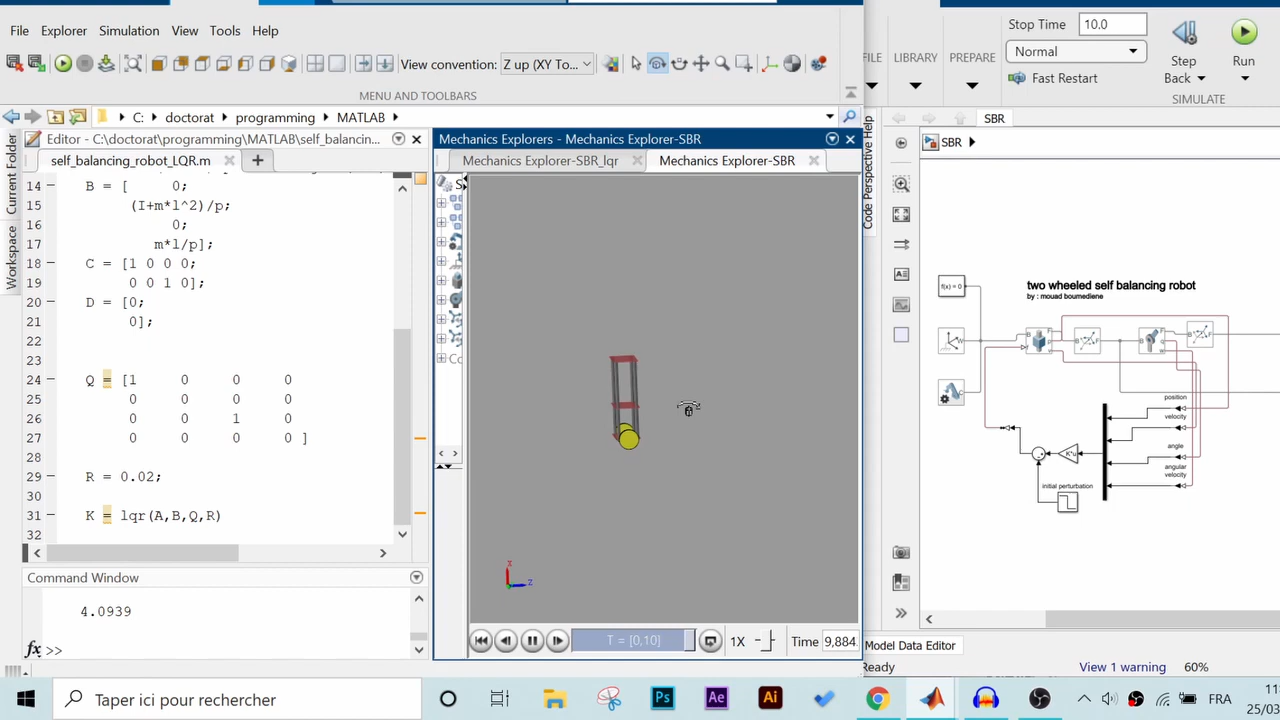 File Explorer Simulation View Tools Help
View convention: Z up (XY To...
MENU AND TOOLBARS
C: doctorat programming MATLAB
Editor - C:\doctorat\programming\MATLAB\self_balancing...
self_balancing_robot_LQR.m
Current Folder
Workspace
14 B = [ 0;
15 (I+m*l^2)/p;
16 0;
17 m*l/p];
18 C = [1 0 0 0;
19 0 0 1 0];
20 D = [0;
21 0];
22
23
24 Q = [1 0 0 0
25 0 0 0 0
26 0 0 1 0
27 0 0 0 0 ]
28
29 R = 0.02;
30
31 K = lqr(A,B,Q,R)
32
Command Window
4.0939
fx >>
Mechanics Explorers - Mechanics Explorer-SBR
Mechanics Explorer-SBR_lqr
Mechanics Explorer-SBR
x
z
T = [0,10]
1X
Time 9,884
Stop Time 10.0
Normal
Fast Restart
Step Back
Run
FILE
LIBRARY
PREPARE
SIMULATE
SBR
SBR
Code Perspective Help
two wheeled self balancing robot
by : mouad boumediene
f(x) = 0
position
velocity
angle
angular
velocity
K*u
initial perturbation
Model Data Editor
Ready
View 1 warning
60%
Taper ici pour rechercher
Ps
Ae
Ai
FRA
25/03